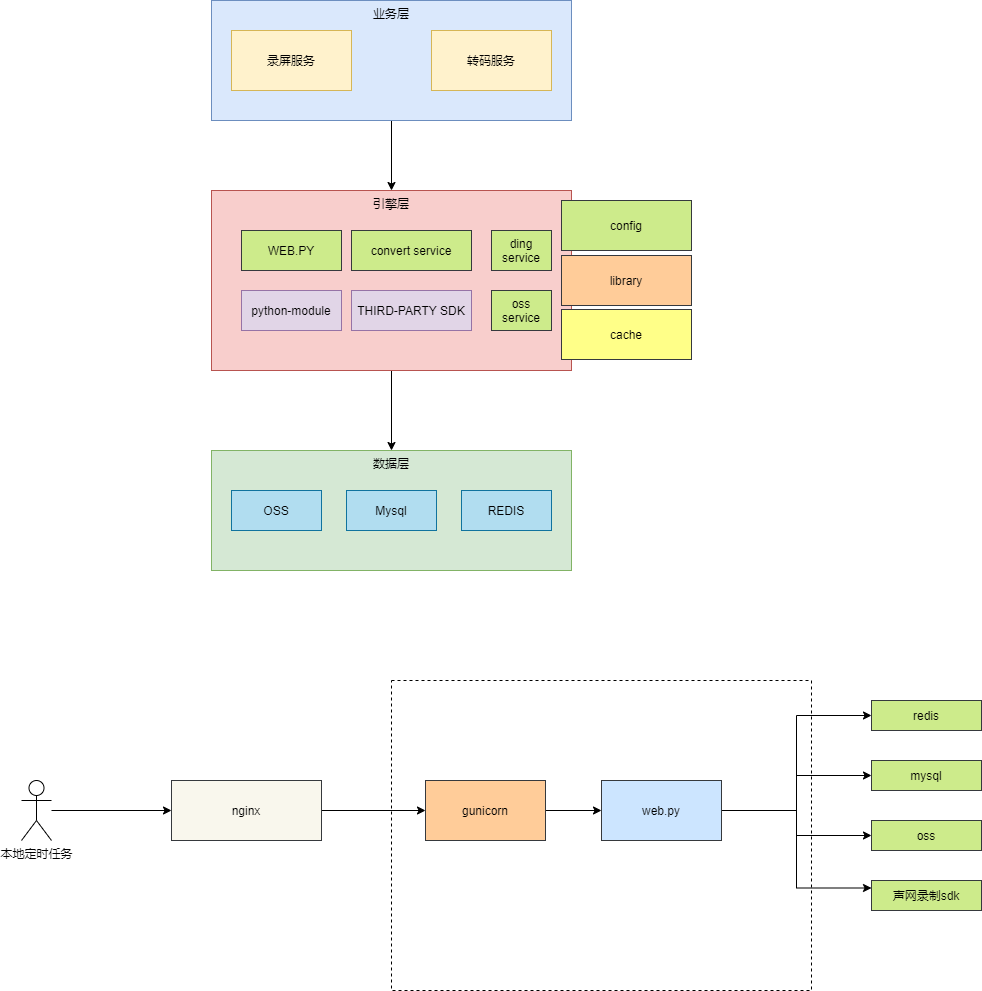 业务层
录屏服务
转码服务
引擎层
WEB.PY
convert service
ding
service
config
library
python-module
THIRD-PARTY SDK
oss
service
cache
数据层
OSS
Mysql
REDIS
redis
mysql
nginx
gunicorn
web.py
oss
本地定时任务
声网录制sdk